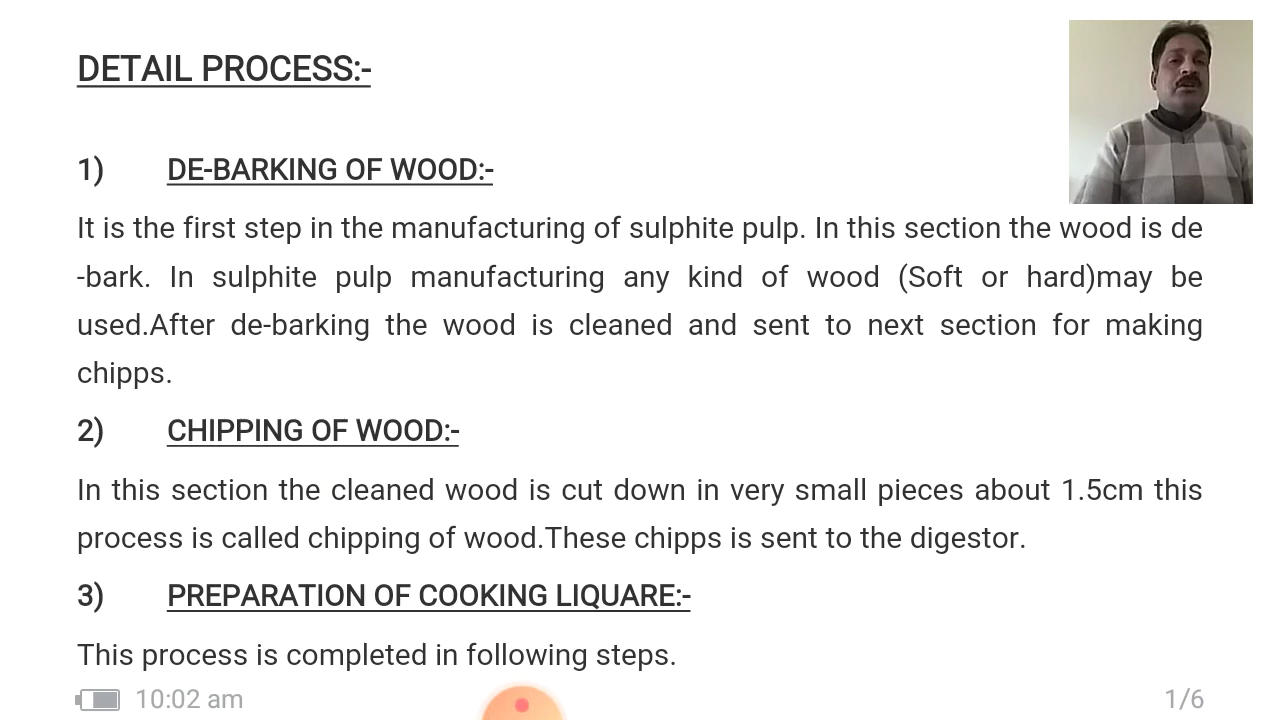 DETAIL PROCESS:-
1) DE-BARKING OF WOOD:-
It is the first step in the manufacturing of sulphite pulp. In this section the wood is de
-bark. In sulphite pulp manufacturing any kind of wood (Soft or hard)may be
used.After de-barking the wood is cleaned and sent to next section for making
chipps.
2) CHIPPING OF WOOD:-
In this section the cleaned wood is cut down in very small pieces about 1.5cm this
process is called chipping of wood.These chipps is sent to the digestor.
3) PREPARATION OF COOKING LIQUARE:-
This process is completed in following steps.
10:02 am 1/6